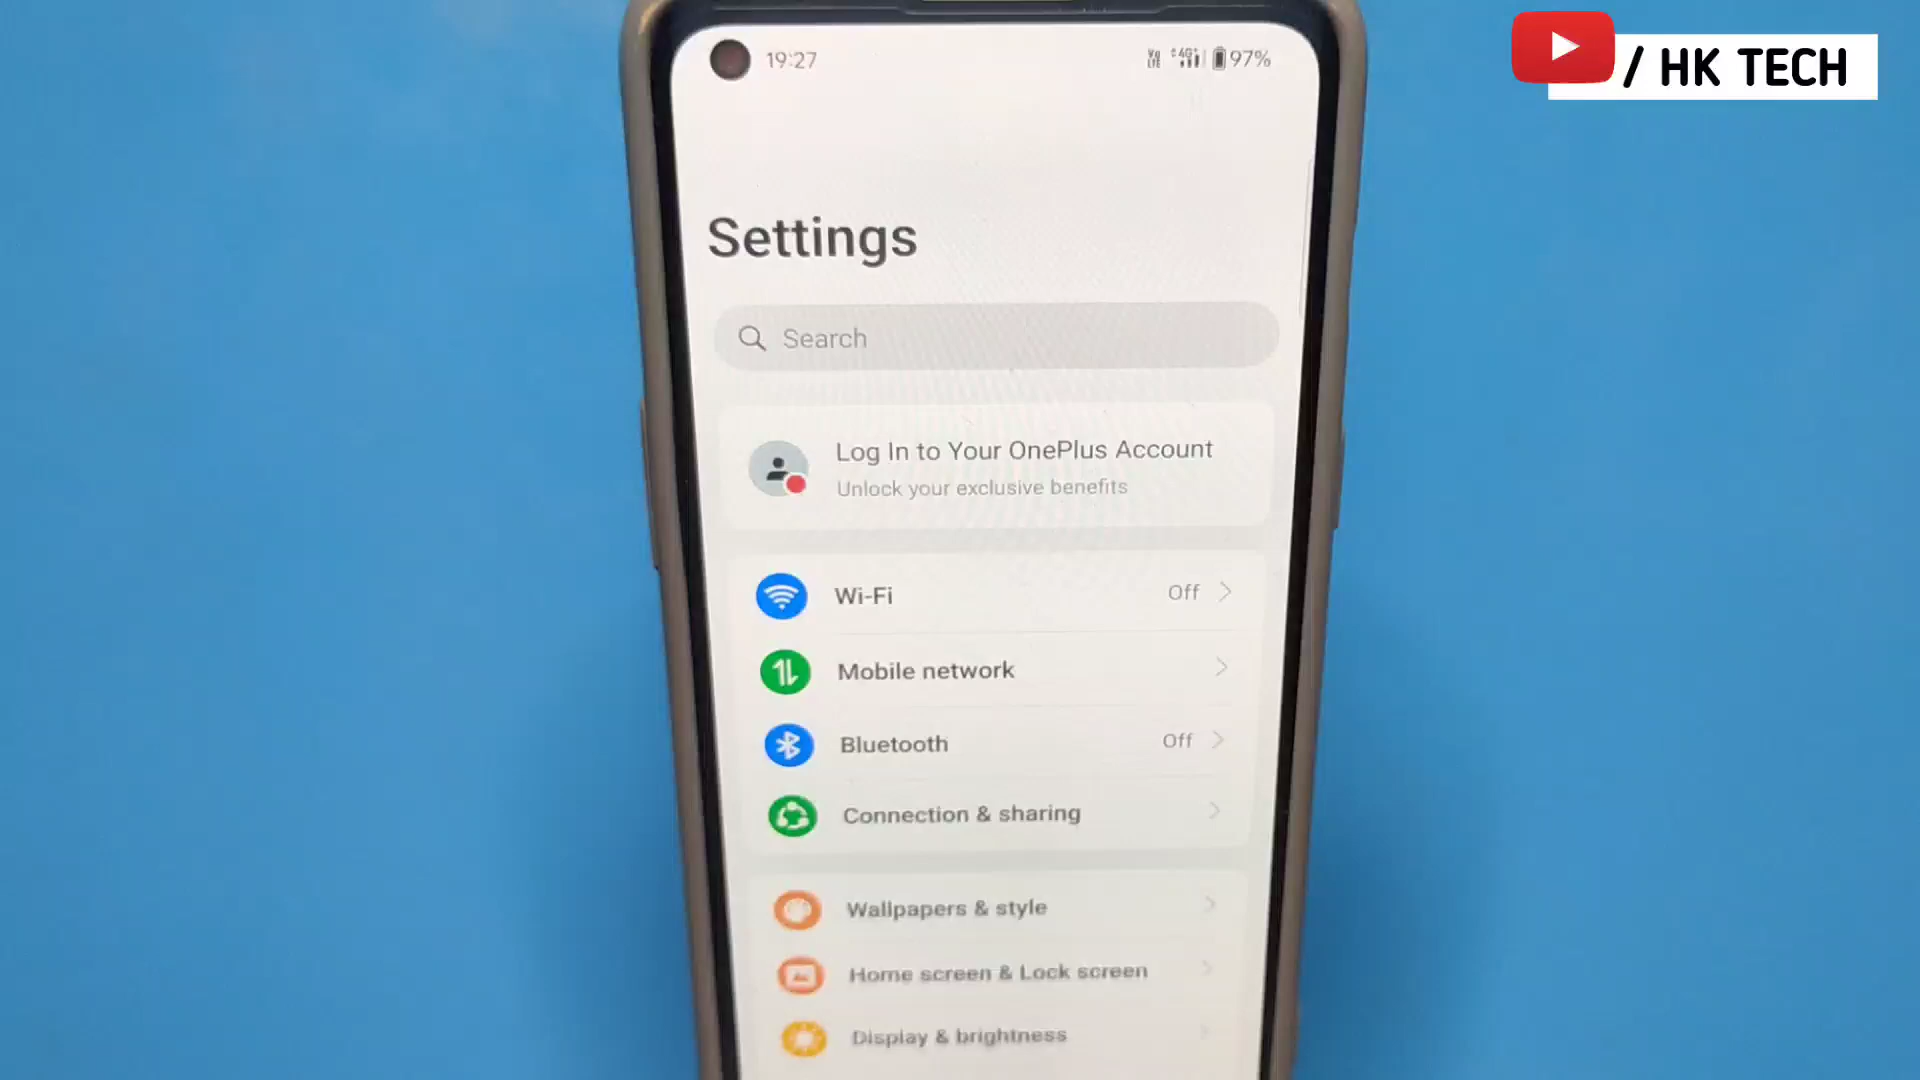 19:27
4G+
97%
/ HK TECH
Settings
Search
Log In to Your OnePlus Account
Unlock your exclusive benefits
Wi-Fi
Off
Mobile network
Bluetooth
Off
Connection & sharing
Wallpapers & style
Home screen & Lock screen
Display & brightness